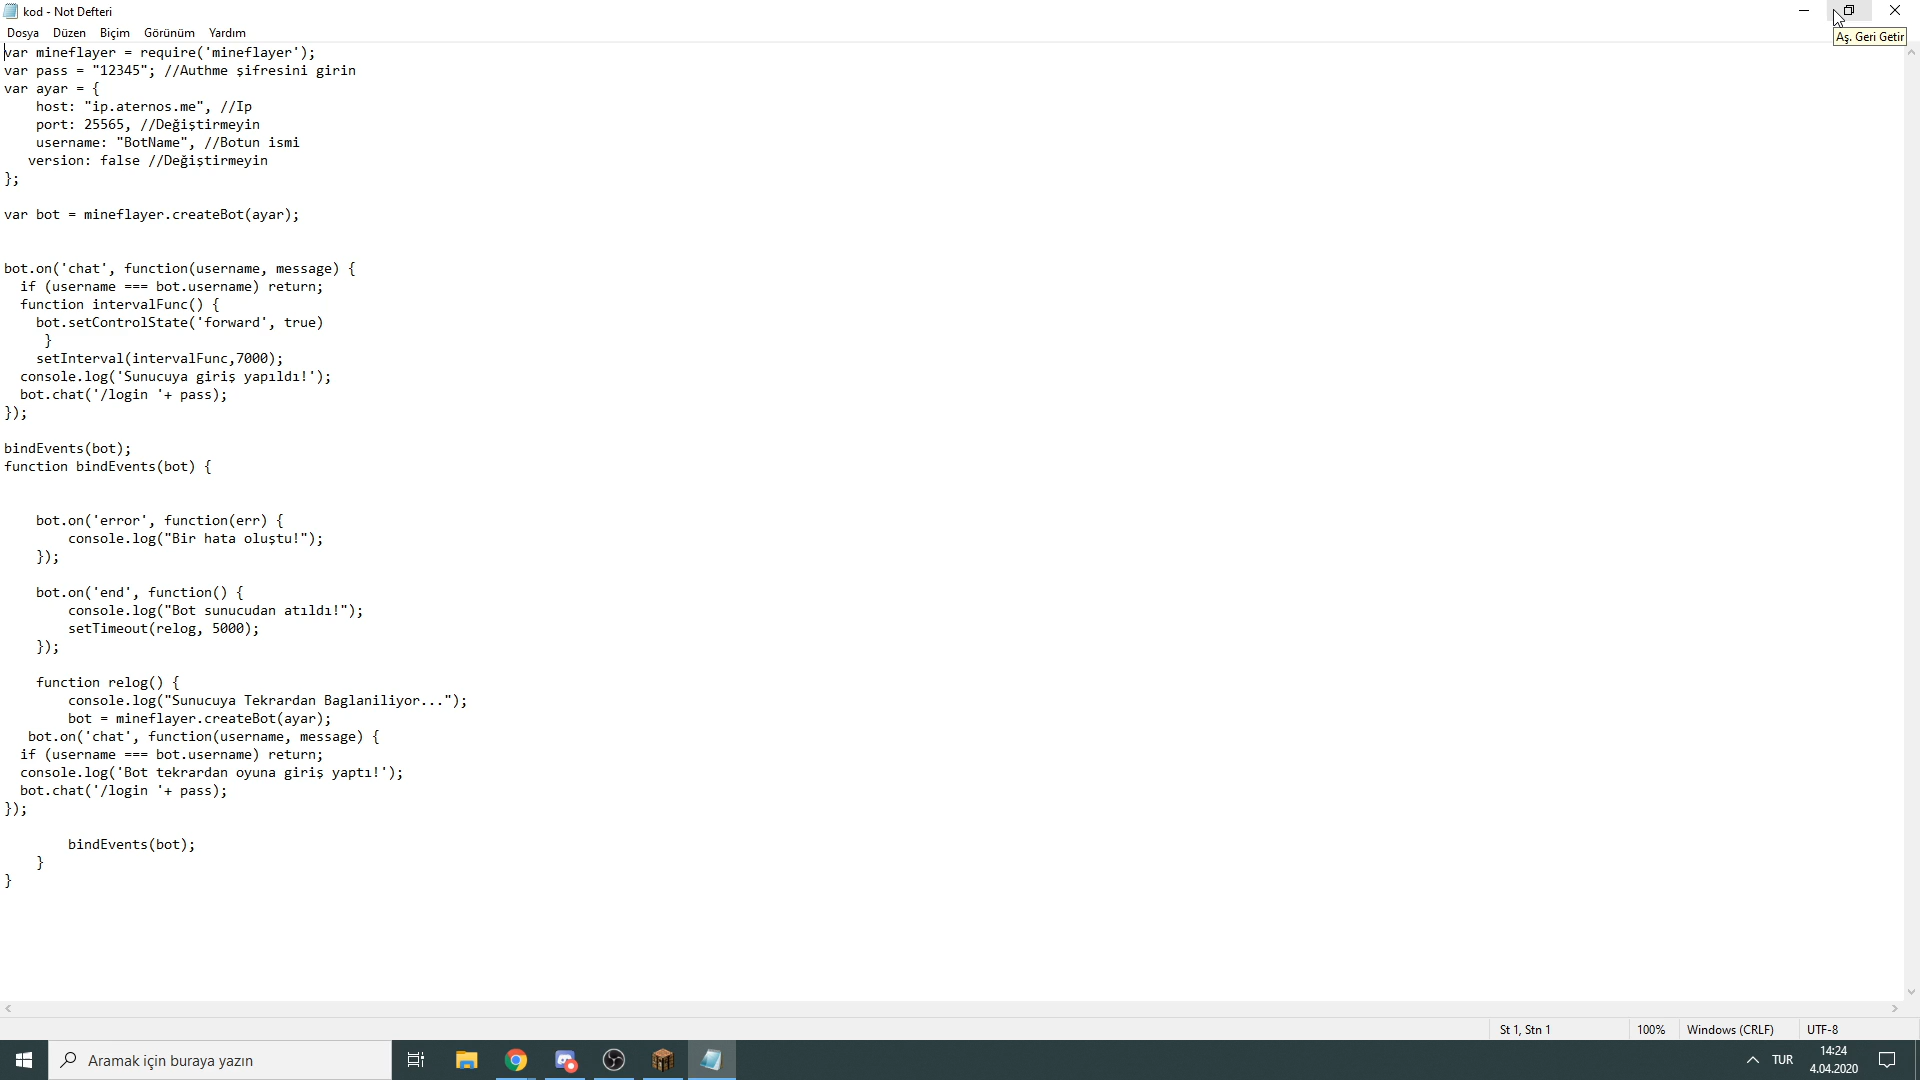 kod - Not Defteri
Dosya Düzen Biçim Görünüm Yardım
Aş. Geri Getir
var mineflayer = require('mineflayer');
var pass = "12345"; //Authme şifresini girin
var ayar = {
    host: "ip.aternos.me", //Ip
    port: 25565, //Değiştirmeyin
    username: "BotName", //Botun ismi
   version: false //Değiştirmeyin
};
var bot = mineflayer.createBot(ayar);
bot.on('chat', function(username, message) {
  if (username === bot.username) return;
  function intervalFunc() {
    bot.setControlState('forward', true)
     }
    setInterval(intervalFunc,7000);
  console.log('Sunucuya giriş yapıldı!');
  bot.chat('/login '+ pass);
});
bindEvents(bot);
function bindEvents(bot) {
    bot.on('error', function(err) {
        console.log("Bir hata oluştu!");
    });
    bot.on('end', function() {
        console.log("Bot sunucudan atıldı!");
        setTimeout(relog, 5000);
    });
    function relog() {
        console.log("Sunucuya Tekrardan Baglaniliyor...");
        bot = mineflayer.createBot(ayar);
   bot.on('chat', function(username, message) {
  if (username === bot.username) return;
  console.log('Bot tekrardan oyuna giriş yaptı!');
  bot.chat('/login '+ pass);
});
        bindEvents(bot);
    }
}
St 1, Stn 1 100% Windows (CRLF) UTF-8
Aramak için buraya yazın
TUR
14:24
4.04.2020